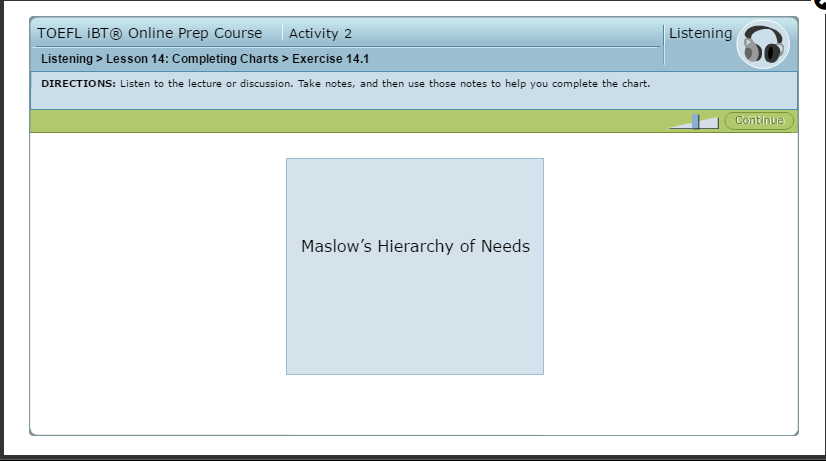 TOEFL iBT® Online Prep Course Activity 2 Listening
Listening > Lesson 14: Completing Charts > Exercise 14.1
DIRECTIONS: Listen to the lecture or discussion. Take notes, and then use those notes to help you complete the chart.
Continue
Maslow's Hierarchy of Needs